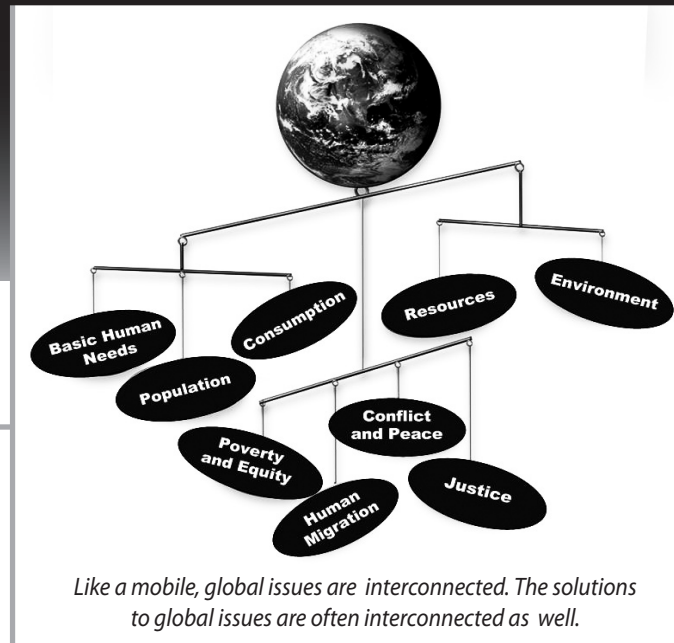 Basic Human
Needs
Population
Consumption
Resources
Environment
Poverty
and Equity
Human
Migration
Conflict
and Peace
Justice
Like a mobile, global issues are interconnected. The solutions
to global issues are often interconnected as well.